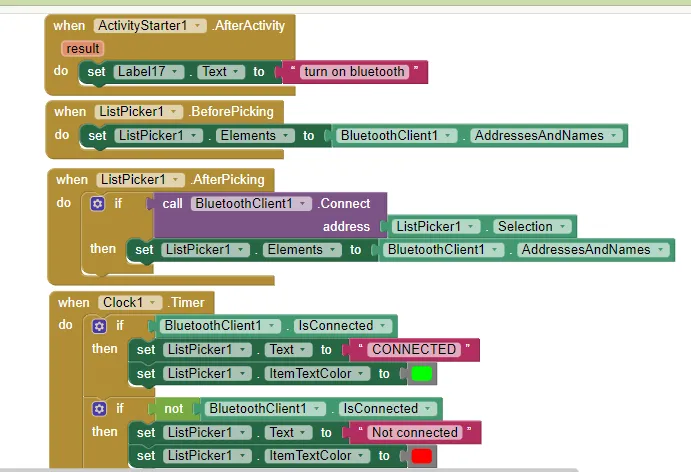 when ActivityStarter1 .AfterActivity
result
do set Label17 . Text to " turn on bluetooth "
when ListPicker1 .BeforePicking
do set ListPicker1 . Elements to BluetoothClient1 . AddressesAndNames
when ListPicker1 .AfterPicking
do if call BluetoothClient1 .Connect
address ListPicker1 . Selection
then set ListPicker1 . Elements to BluetoothClient1 . AddressesAndNames
when Clock1 .Timer
do if BluetoothClient1 . IsConnected
then set ListPicker1 . Text to " CONNECTED "
set ListPicker1 . ItemTextColor to
if not BluetoothClient1 . IsConnected
then set ListPicker1 . Text to " Not connected "
set ListPicker1 . ItemTextColor to